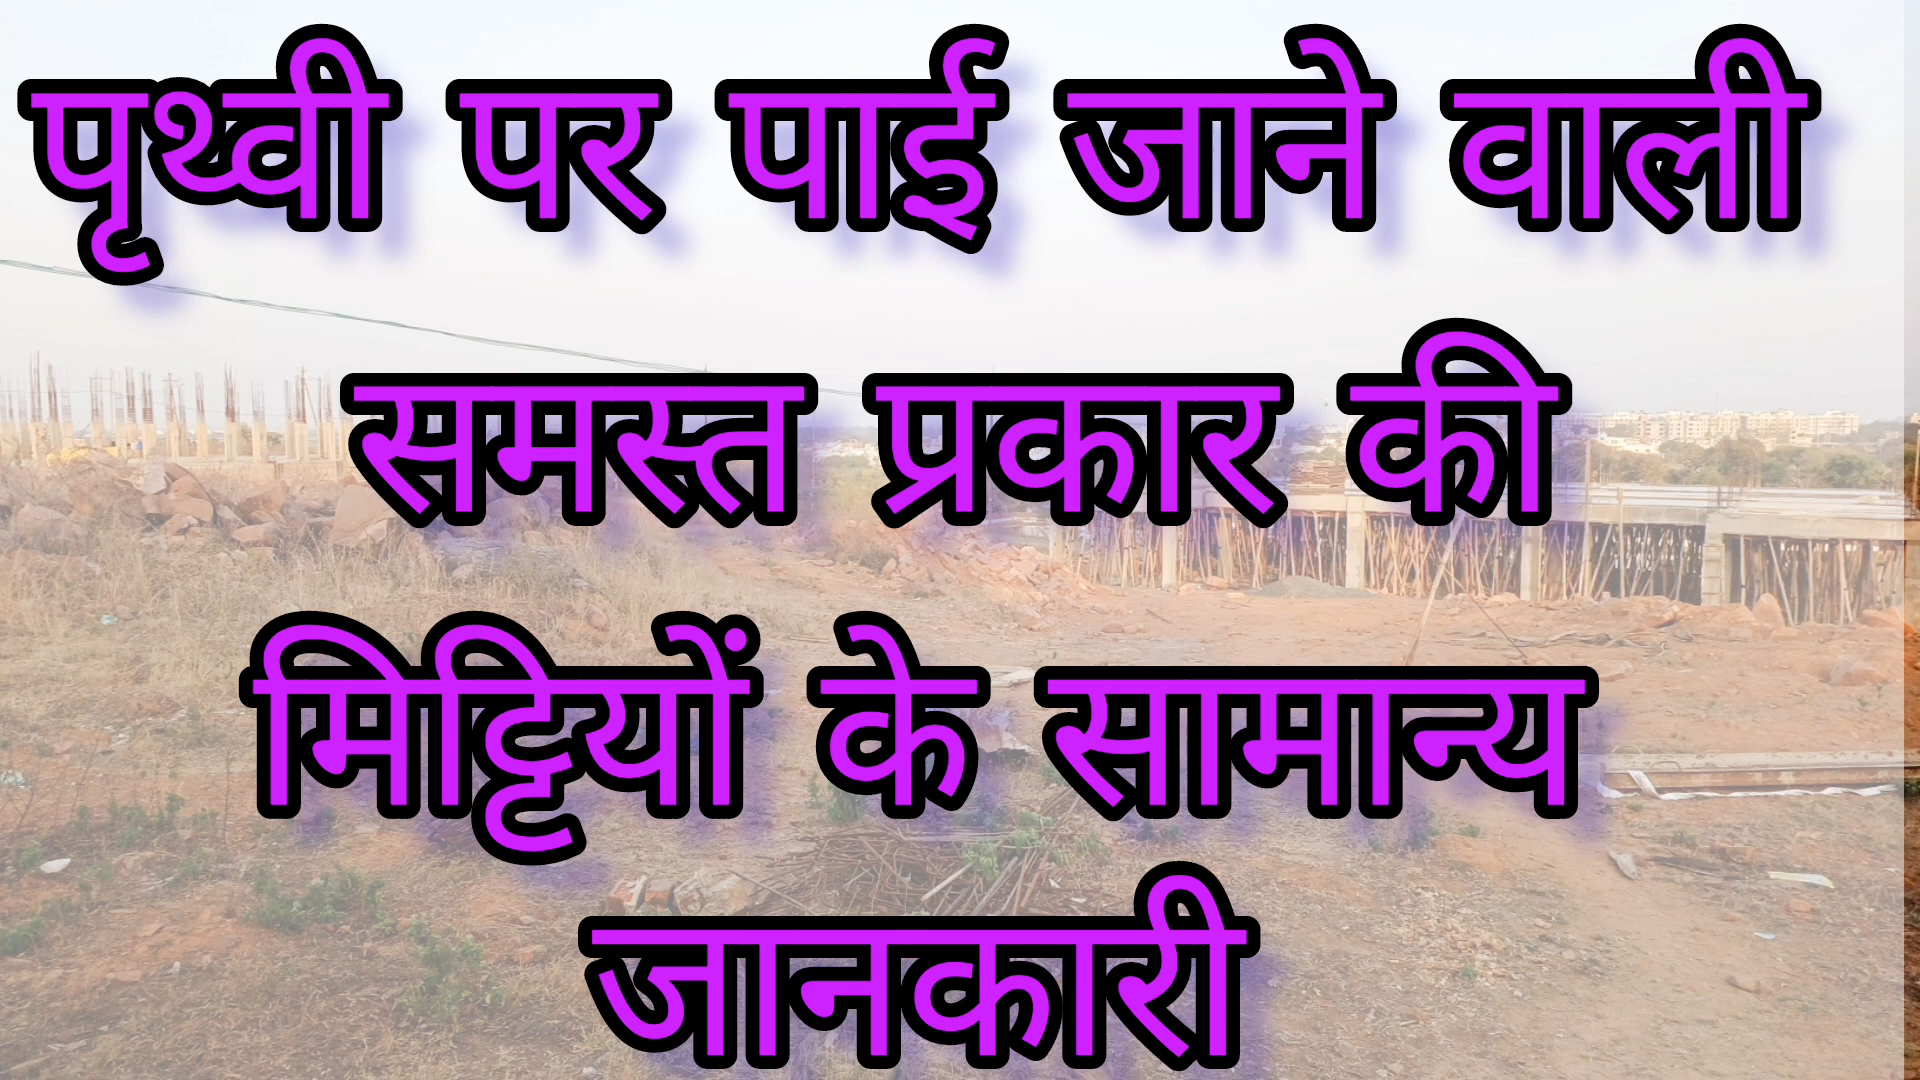 पृथ्वी पर पाई जाने वाली
समस्त प्रकार की
मिट्टियों के सामान्य
जानकारी